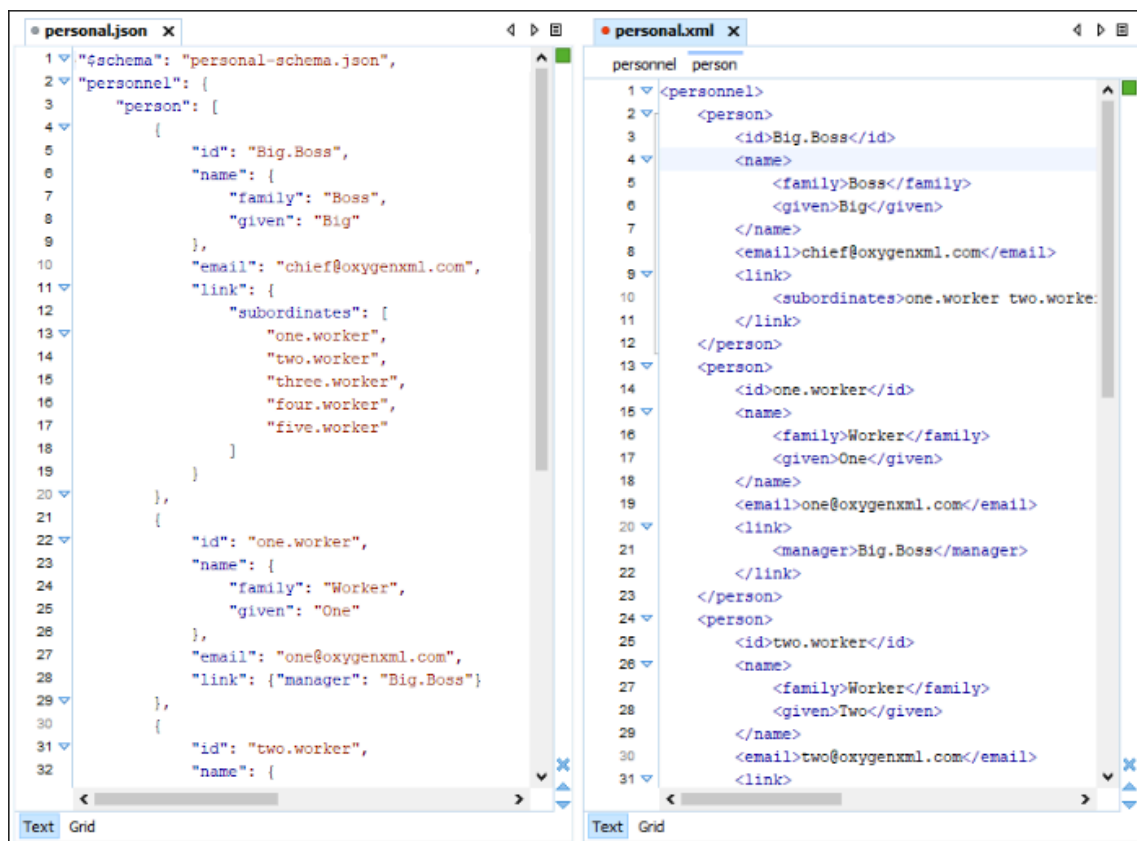 personal.json
1 "$schema": "personal-schema.json",
2 "personnel": {
3 "person": [
4 {
5 "id": "Big.Boss",
6 "name": {
7 "family": "Boss",
8 "given": "Big"
9 },
10 "email": "chief@oxygenxml.com",
11 "link": {
12 "subordinates": [
13 "one.worker",
14 "two.worker",
15 "three.worker",
16 "four.worker",
17 "five.worker"
18 ]
19 }
20 },
21 {
22 "id": "one.worker",
23 "name": {
24 "family": "Worker",
25 "given": "One"
26 },
27 "email": "one@oxygenxml.com",
28 "link": {"manager": "Big.Boss"}
29 },
30 {
31 "id": "two.worker",
32 "name": {
Text Grid
personal.xml
personnel person
1 <personnel>
2 <person>
3 <id>Big.Boss</id>
4 <name>
5 <family>Boss</family>
6 <given>Big</given>
7 </name>
8 <email>chief@oxygenxml.com</email>
9 <link>
10 <subordinates>one.worker two.worke
11 </link>
12 </person>
13 <person>
14 <id>one.worker</id>
15 <name>
16 <family>Worker</family>
17 <given>One</given>
18 </name>
19 <email>one@oxygenxml.com</email>
20 <link>
21 <manager>Big.Boss</manager>
22 </link>
23 </person>
24 <person>
25 <id>two.worker</id>
26 <name>
27 <family>Worker</family>
28 <given>Two</given>
29 </name>
30 <email>two@oxygenxml.com</email>
31 <link>
Text Grid